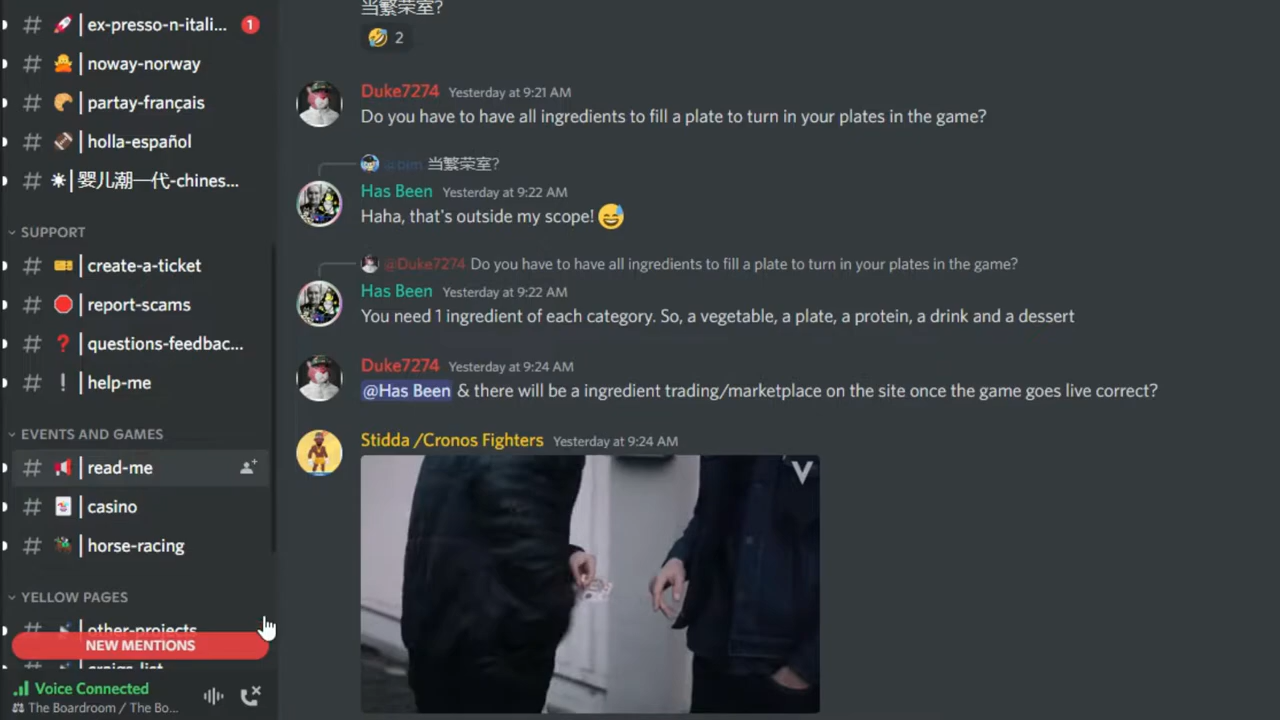 ex-presso-n-itali... 1
noway-norway
partay-français
holla-español
婴儿潮一代-chines...
SUPPORT
create-a-ticket
report-scams
questions-feedbac...
help-me
EVENTS AND GAMES
read-me
casino
horse-racing
YELLOW PAGES
other-projects
NEW MENTIONS
craigs-list
Voice Connected
The Boardroom / The Bo...
当繁荣室?
🤣 2
Duke7274 Yesterday at 9:21 AM
Do you have to have all ingredients to fill a plate to turn in your plates in the game?
当繁荣室?
Has Been Yesterday at 9:22 AM
Haha, that's outside my scope! 😅
@Duke7274 Do you have to have all ingredients to fill a plate to turn in your plates in the game?
Has Been Yesterday at 9:22 AM
You need 1 ingredient of each category. So, a vegetable, a plate, a protein, a drink and a dessert
Duke7274 Yesterday at 9:24 AM
@Has Been & there will be a ingredient trading/marketplace on the site once the game goes live correct?
Stidda /Cronos Fighters Yesterday at 9:24 AM
V